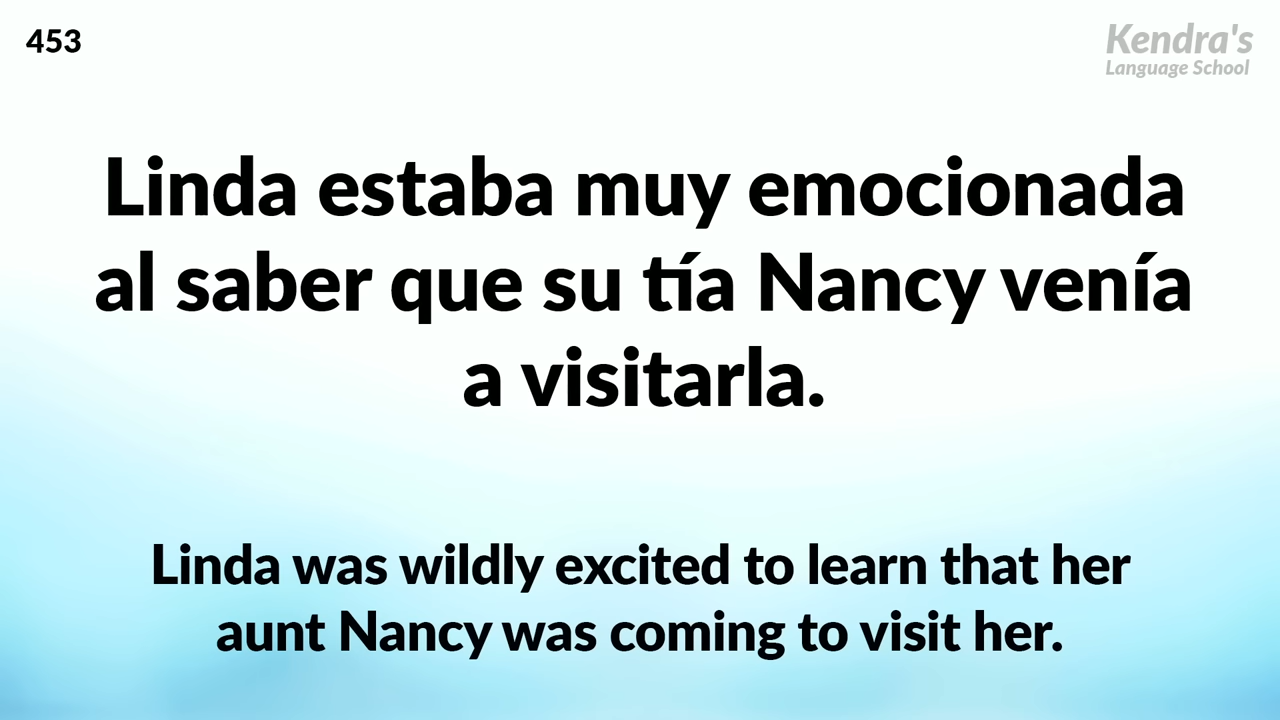 453
Kendra's
Language School
Linda estaba muy emocionada
al saber que su tía Nancy venía
a visitarla.
Linda was wildly excited to learn that her
aunt Nancy was coming to visit her.